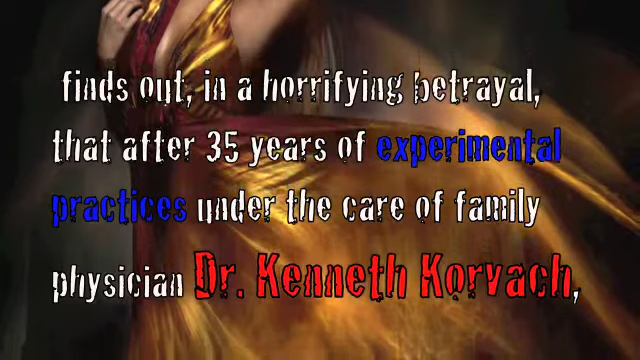 finds out, in a horrifying betrayal,
that after 35 years of experimental
practices under the care of family
physician Dr. Kenneth Korvach,